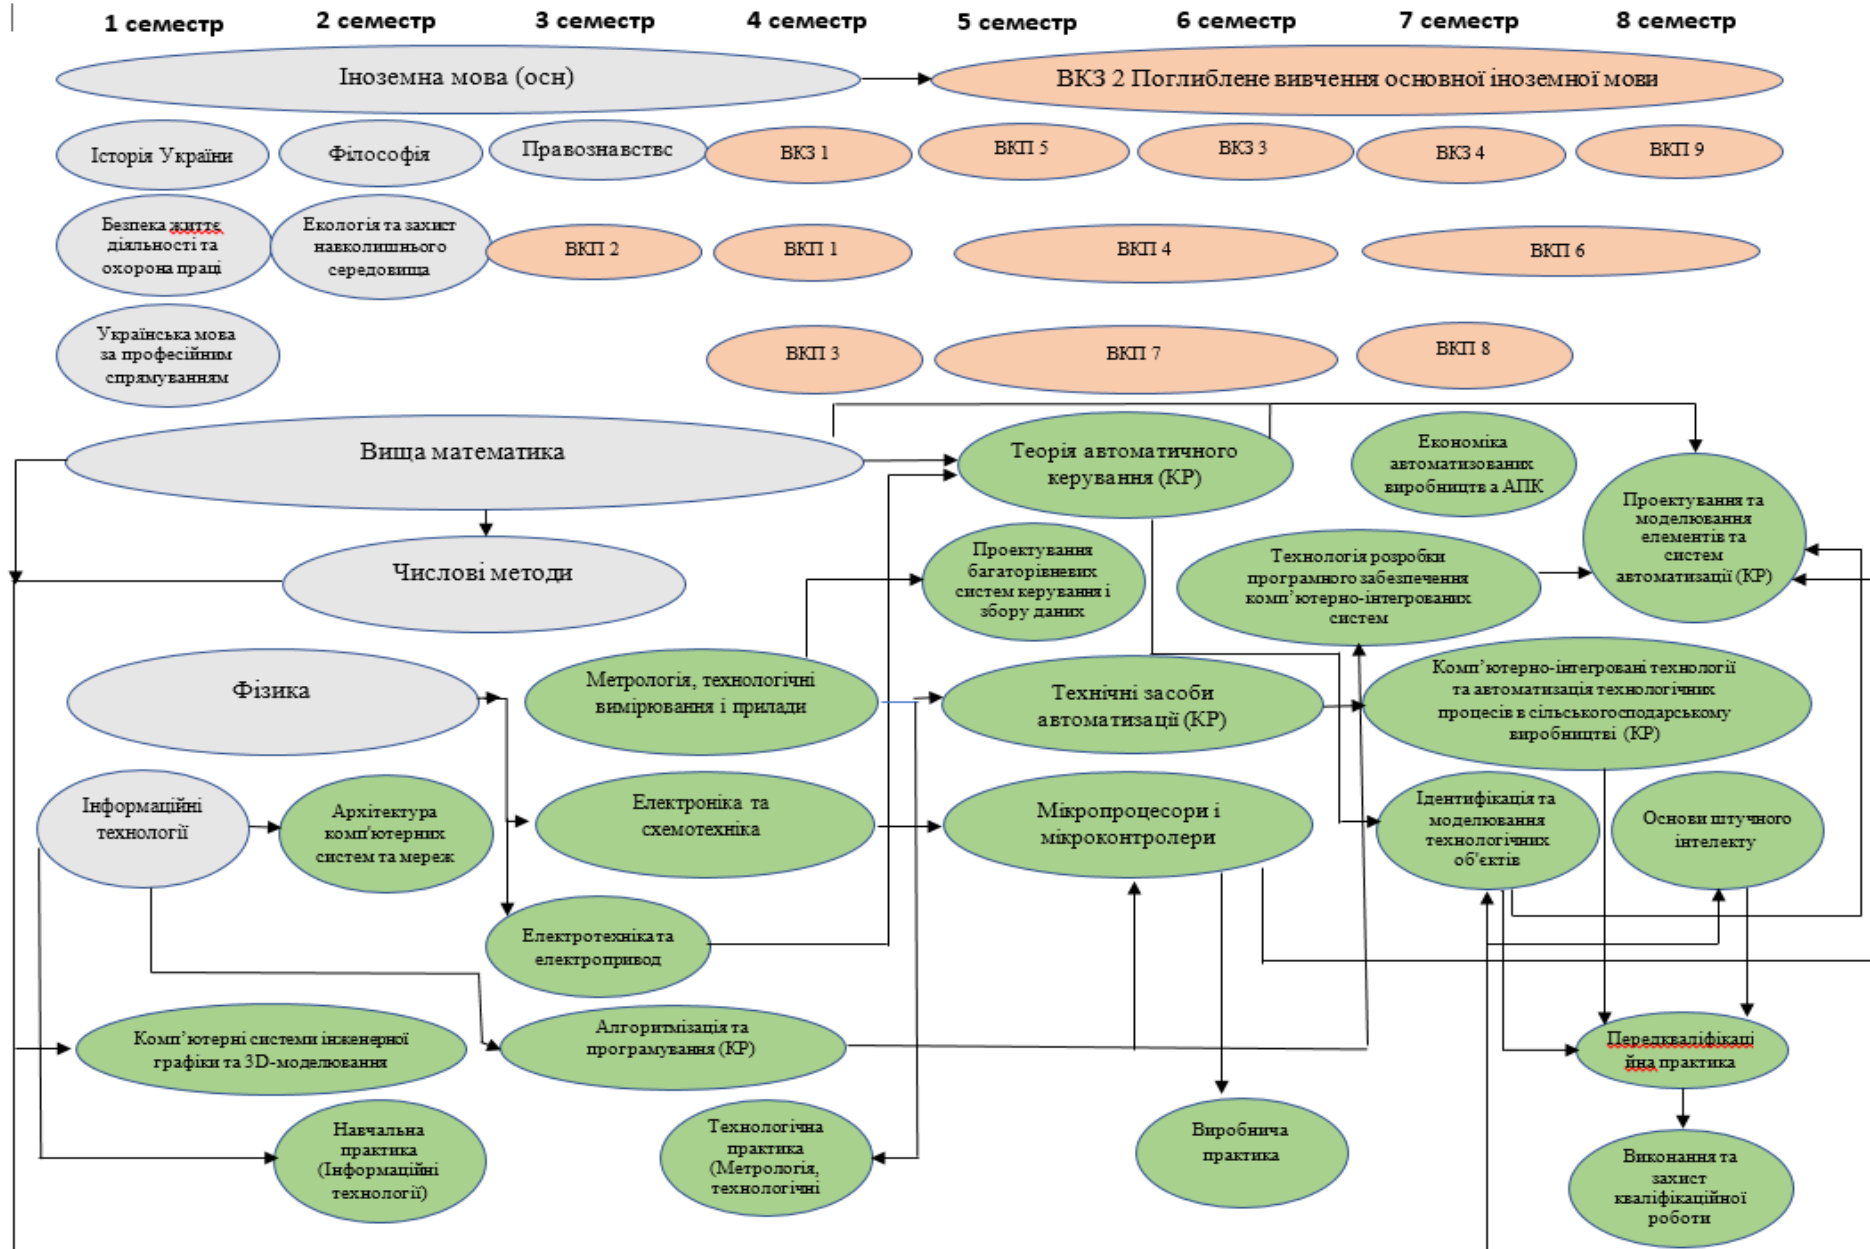 1 семестр
2 семестр
3 семестр
4 семестр
5 семестр
6 семестр
7 семестр
8 семестр
Іноземна мова (осн)
ВКЗ 2 Поглиблене вивчення основної іноземної мови
Історія України
Філософія
Правознавствс
ВКЗ 1
ВКП 5
ВКЗ 3
ВКЗ 4
ВКП 9
Безпека життє
діяльності та
охорона праці
Екологія та захист
навколишнього
середовища
ВКП 2
ВКП 1
ВКП 4
ВКП 6
Українська мова
за професійним
спрямуванням
ВКП 3
ВКП 7
ВКП 8
Вища математика
Теорія автоматичного
керування (КР)
Економіка
автоматизованих
виробництв а АПК
Проектування та
моделювання
елементів та
систем
автоматизації (КР)
Числові методи
Проектування
багаторівневих
систем керування і
збору даних
Технологія розробки
програмного забезпечення
комп’ютерно-інтегрованих
систем
Фізика
Метрологія, технологічні
вимірювання і прилади
Технічні засоби
автоматизації (КР)
Комп’ютерно-інтегровані технології
та автоматизація технологічних
процесів в сільськогосподарському
виробництві (КР)
Інформаційні
технології
Архітектура
комп'ютерних
систем та мереж
Електроніка та
схемотехніка
Мікропроцесори і
мікроконтролери
Ідентифікація та
моделювання
технологічних
об'єктів
Основи штучного
інтелекту
Електротехніка та
електропривод
Комп’ютерні системи інженерної
графіки та 3D-моделювання
Алгоритмізація та
програмування (КР)
Передкваліфікаці
йна практика
Навчальна
практика
(Інформаційні
технології)
Технологічна
практика
(Метрологія,
технологічні
Виробнича
практика
Виконання та
захист
кваліфікаційної
роботи